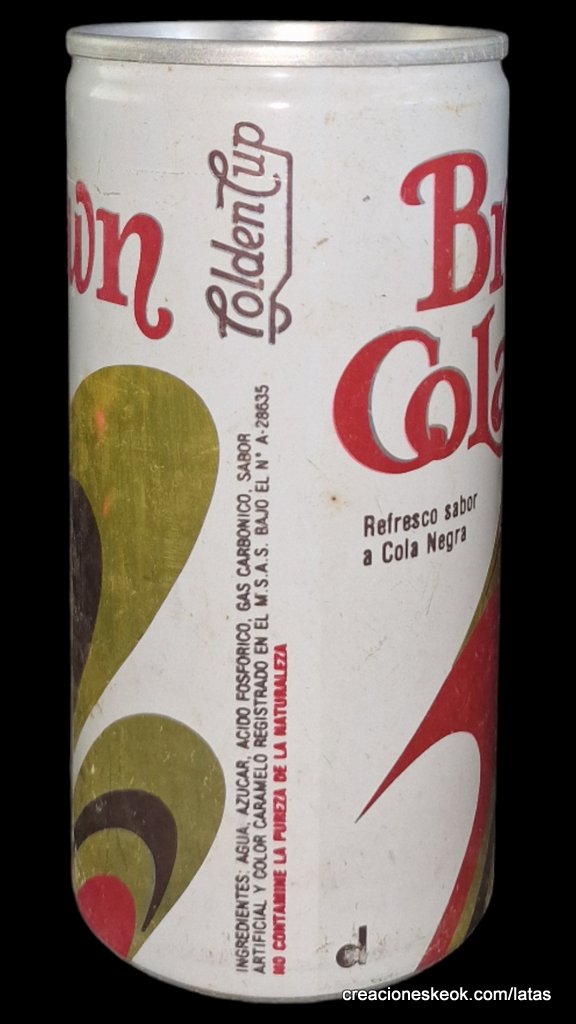 wn
Golden Cup
Br
Cola
Refresco sabor
a Cola Negra
INGREDIENTES: AGUA, AZUCAR, ACIDO FOSFORICO, GAS CARBONICO, SABOR
ARTIFICIAL Y COLOR CARAMELO REGISTRADO EN EL M.S.A.S. BAJO EL N° A-28635
NO CONTAMINE LA PUREZA DE LA NATURALEZA
creacioneskeok.com/latas